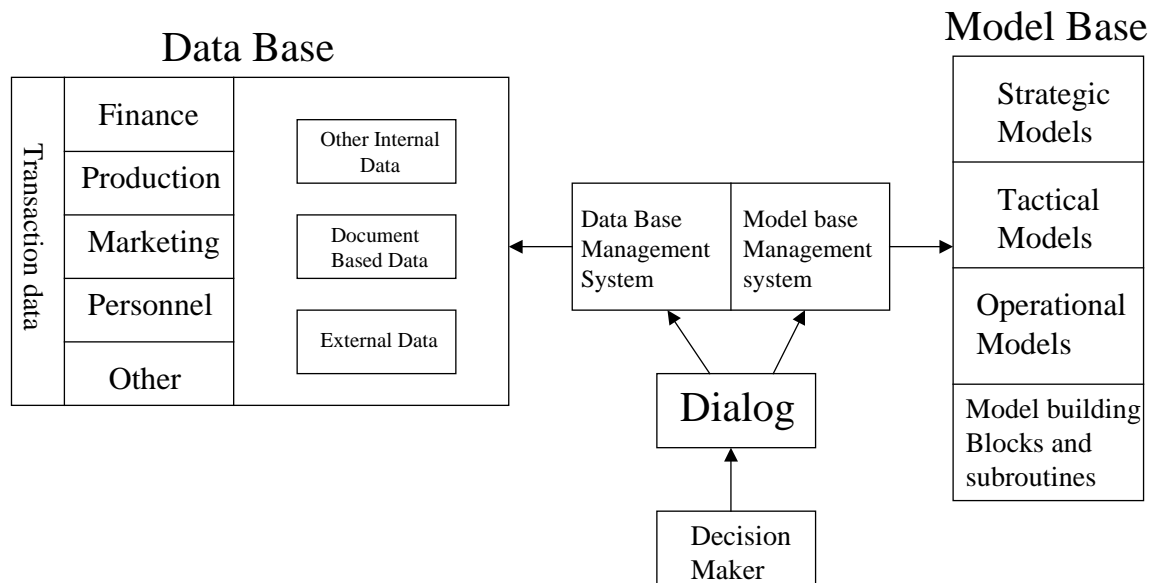 Data Base
Model Base
Transaction data
Finance
Production
Marketing
Personnel
Other
Other Internal
Data
Document
Based Data
External Data
Data Base
Management
System
Model base
Management
system
Strategic
Models
Tactical
Models
Operational
Models
Model building
Blocks and
subroutines
Dialog
Decision
Maker